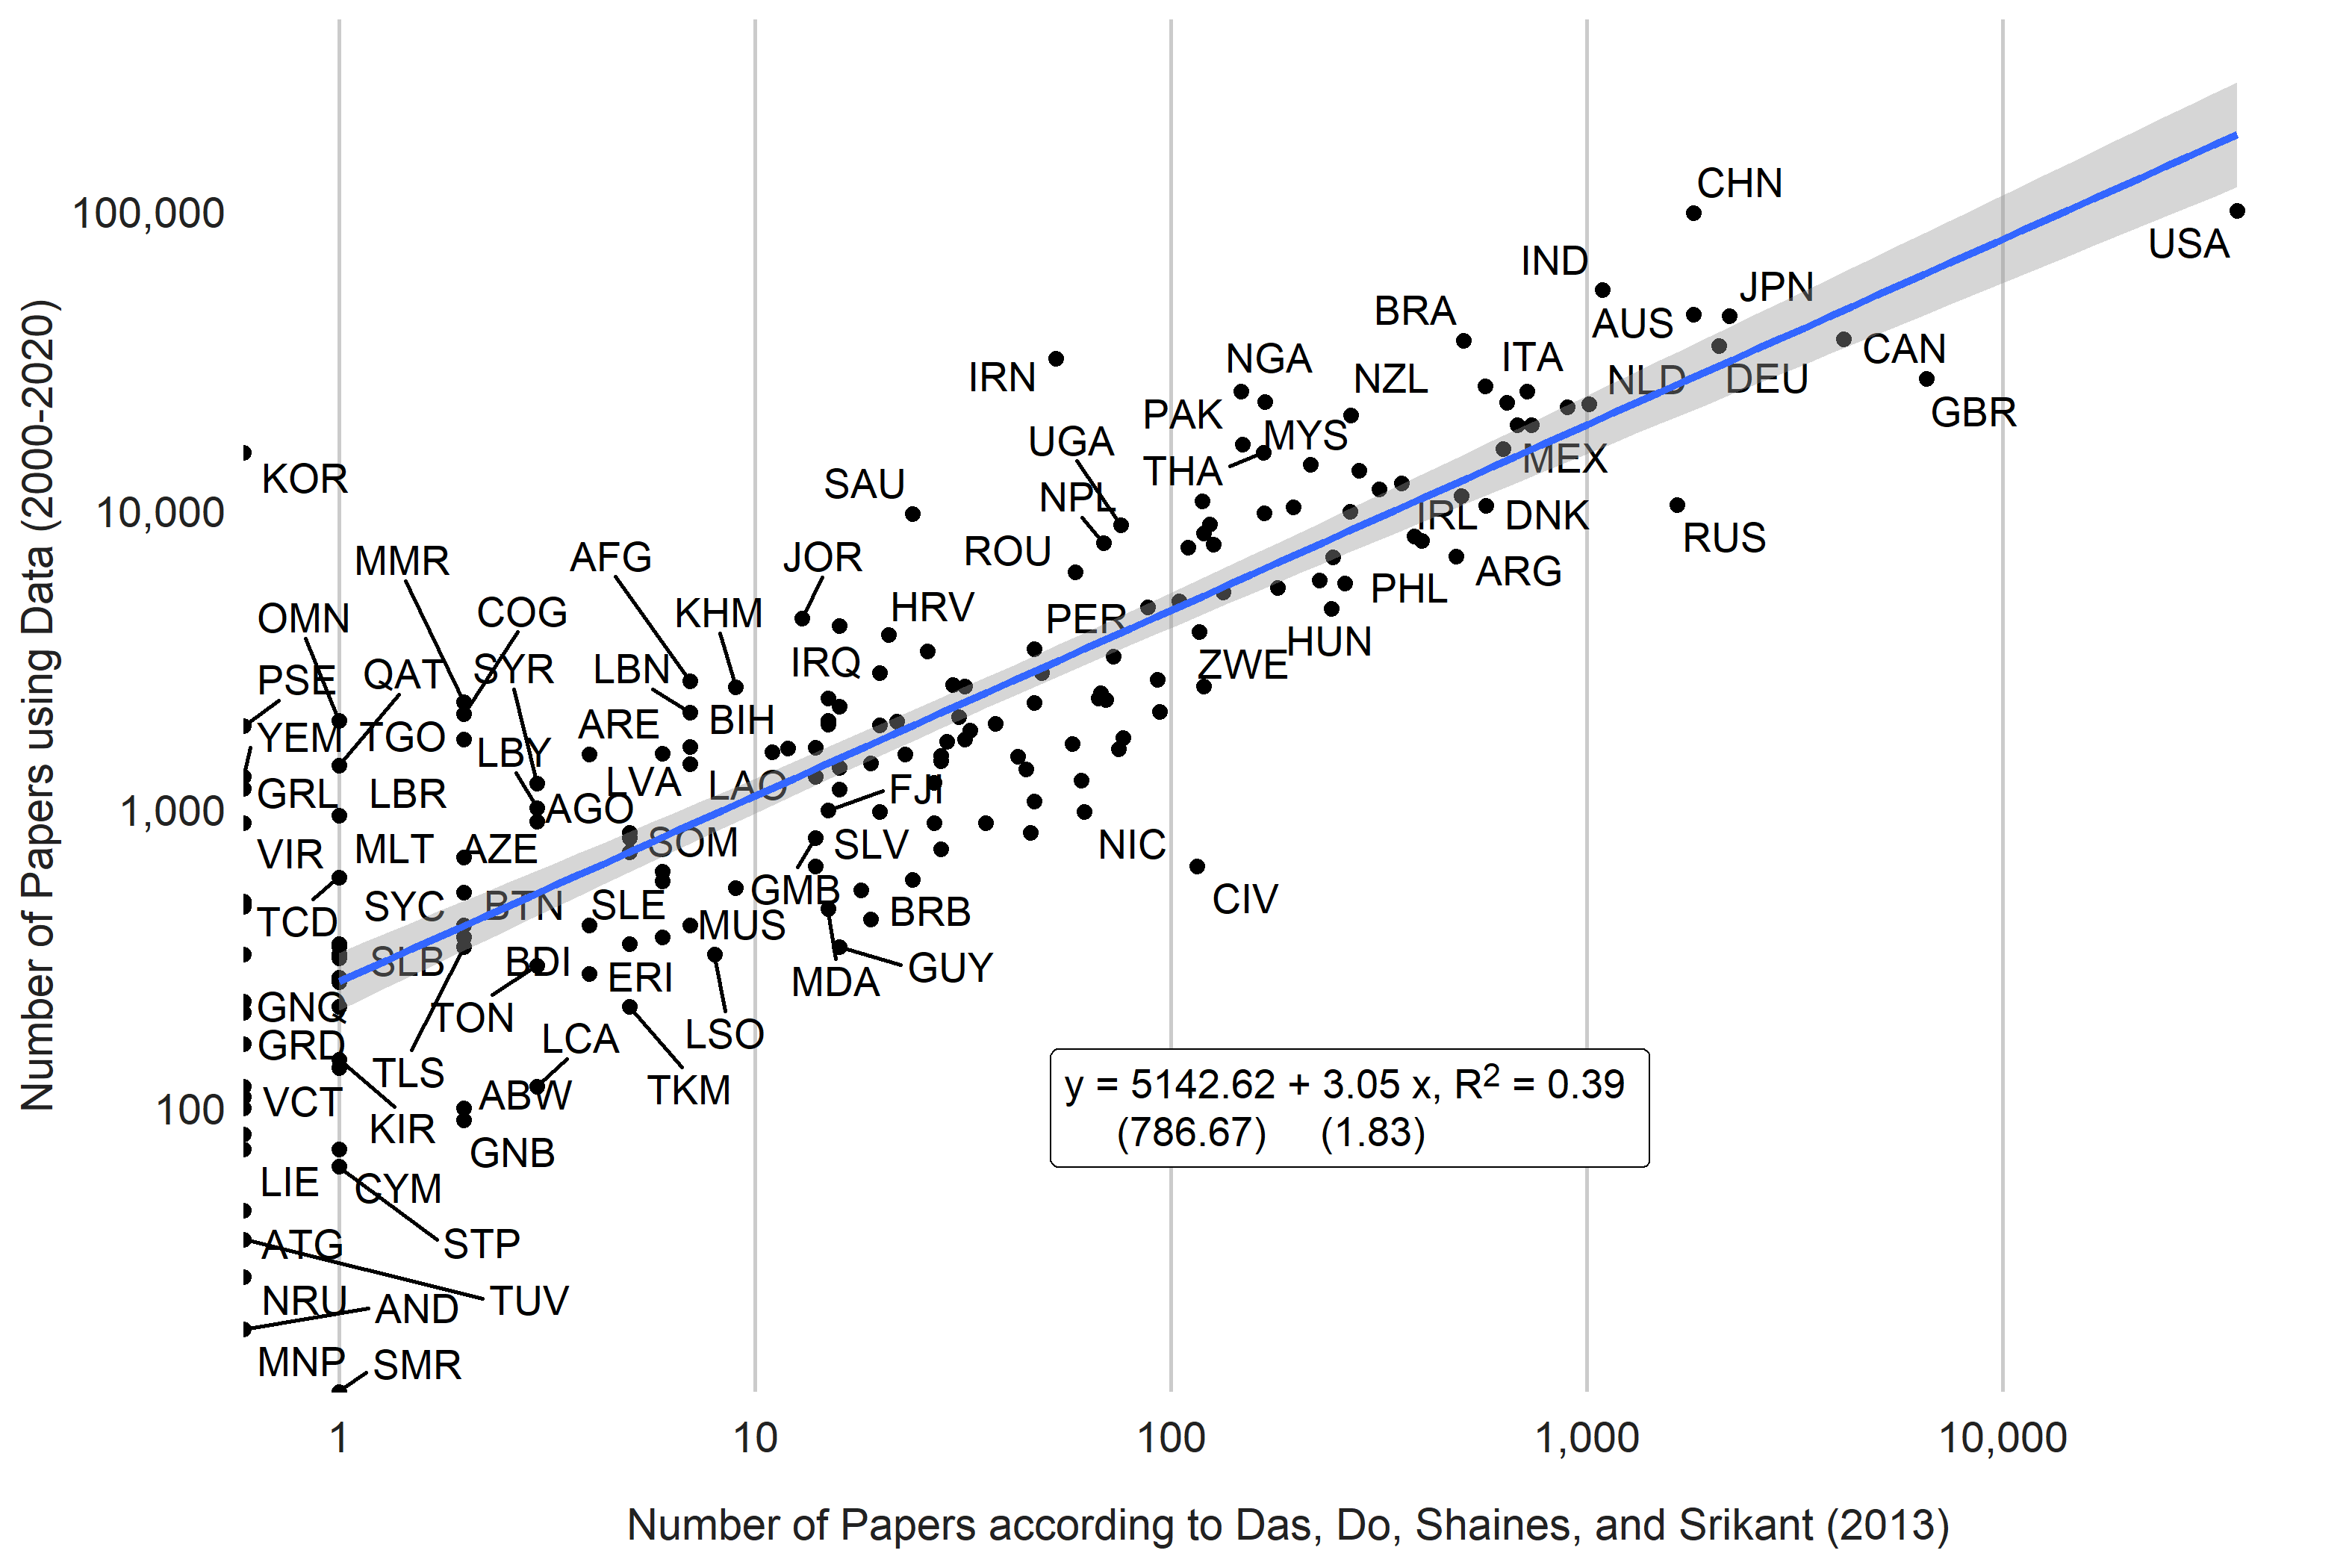 CHN
100,000
USA
IND
JPN
BRA
AUS
ITA
NGA
CAN
IRN
NZL
NLD
DEU
PAK
GBR
MYS
UGA
MEX
THA
KOR
SAU
NPL
10,000
IRL
DNK
RUS
ROU
MMR
AFG
JOR
ARG
PHL
OMN
COG
KHM
HRV
PER
HUN
PSE
QAT
SYR
LBN
IRQ
ZWE
YEM
TGO
ARE
BIH
LBY
GRL
LBR
LVA
LAO
FJI
1,000
AGO
VIR
MLT
AZE
SOM
SLV
NIC
TCD
SYC
BTN
SLE
GMB
MUS
BRB
CIV
SLB
BDI
ERI
MDA
GUY
GNQ
TON
LSO
GRD
TLS
LCA
TKM
VCT
ABW
100
KIR
GNB
y = 5142.62 + 3.05 x, R2 = 0.39
(786.67) (1.83)
LIE
CYM
ATG
STP
NRU
AND
TUV
MNP
SMR
Number of Papers using Data (2000-2020)
1 10 100 1,000 10,000
Number of Papers according to Das, Do, Shaines, and Srikant (2013)